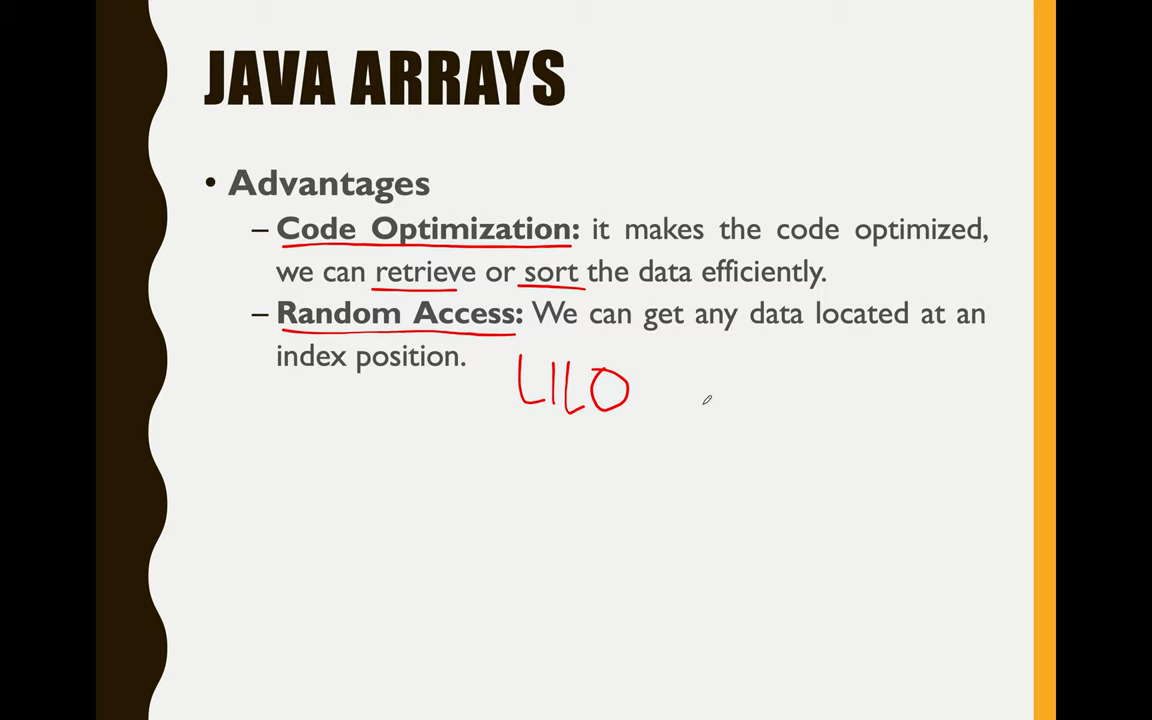 JAVA ARRAYS
• Advantages
– Code Optimization: it makes the code optimized,
we can retrieve or sort the data efficiently.
– Random Access: We can get any data located at an
index position.
LILO